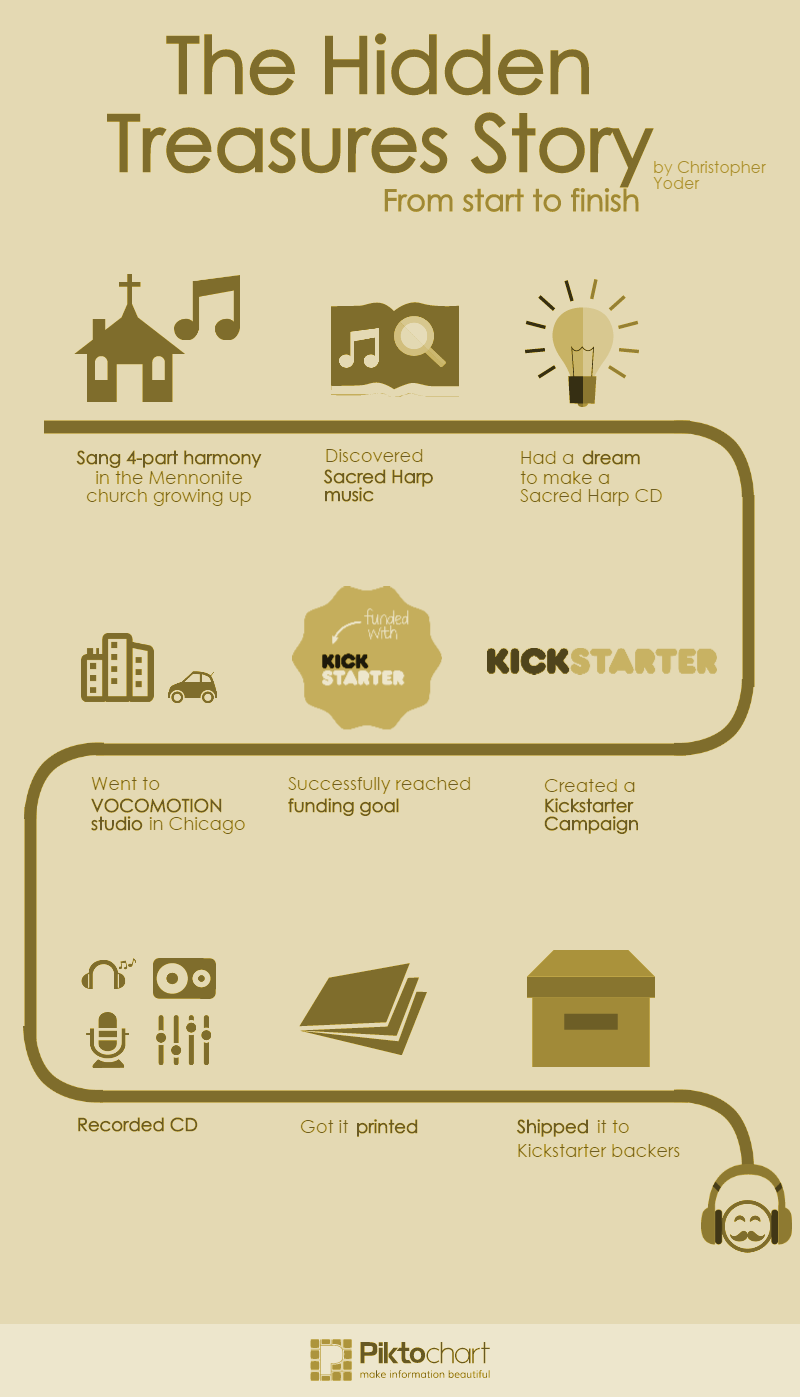 The Hidden
Treasures Story
by Christopher
Yoder
From start to finish
Sang 4-part harmony
in the Mennonite
church growing up
Discovered
Sacred Harp
music
Had a dream
to make a
Sacred Harp CD
funded
with
KICK
STARTER
KICKSTARTER
Went to
VOCOMOTION
studio in Chicago
Successfully reached
funding goal
Created a
Kickstarter
Campaign
Recorded CD
Got it printed
Shipped it to
Kickstarter backers
Piktochart
make information beautiful